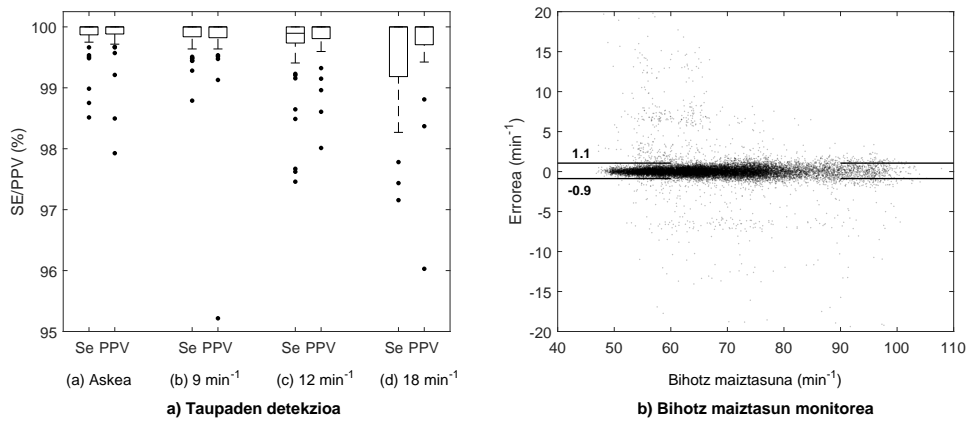 100
99
98
97
96
95
SE/PPV (%)
Se PPV Se PPV Se PPV Se PPV
(a) Askea (b) 9 min-1 (c) 12 min-1 (d) 18 min-1
a) Taupaden detekzioa
20
15
10
5
0
-5
-10
-15
-20
Errorea (min-1)
1.1
-0.9
40 50 60 70 80 90 100 110
Bihotz maiztasuna (min-1)
b) Bihotz maiztasun monitorea